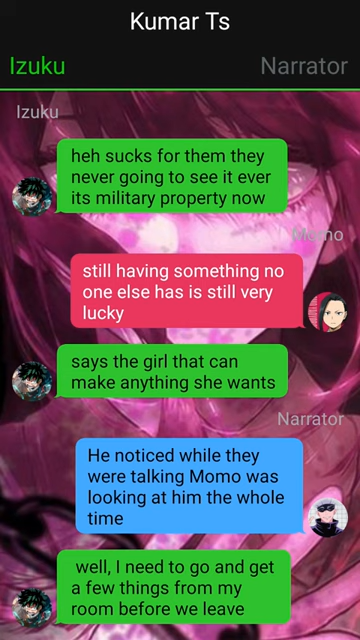 Kumar Ts
Izuku
Narrator
Izuku
heh sucks for them they
never going to see it ever
its military property now
Momo
still having something no
one else has is still very
lucky
says the girl that can
make anything she wants
Narrator
He noticed while they
were talking Momo was
looking at him the whole
time
well, I need to go and get
a few things from my
room before we leave